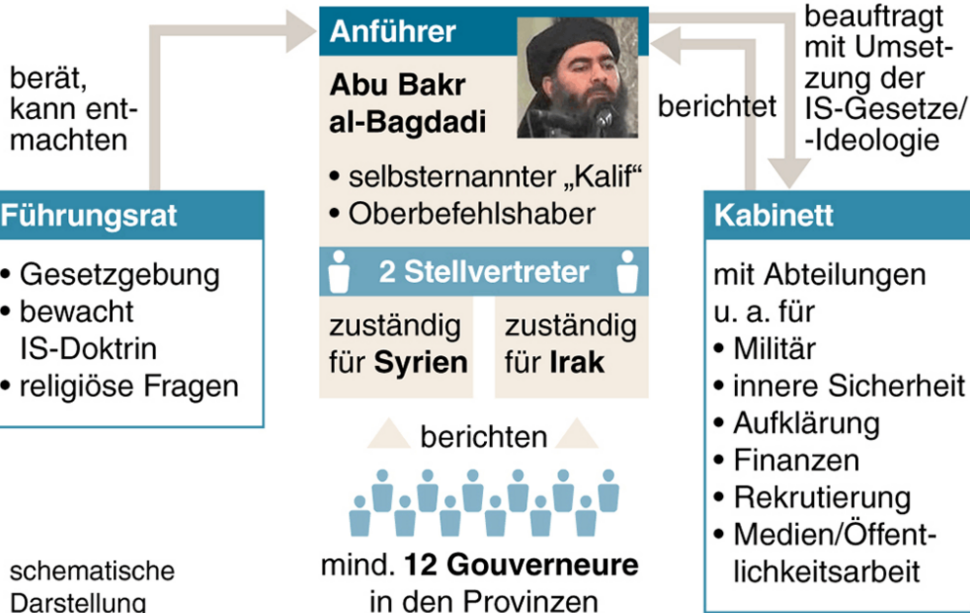 berät,
kann ent-
machten
Führungsrat
• Gesetzgebung
• bewacht
IS-Doktrin
• religiöse Fragen
Anführer
Abu Bakr
al-Bagdadi
• selbsternannter „Kalif“
• Oberbefehlshaber
2 Stellvertreter
zuständig
für Syrien
zuständig
für Irak
berichten
mind. 12 Gouverneure
in den Provinzen
berichtet
beauftragt
mit Umset-
zung der
IS-Gesetze/
-Ideologie
Kabinett
mit Abteilungen
u. a. für
• Militär
• innere Sicherheit
• Aufklärung
• Finanzen
• Rekrutierung
• Medien/Öffent-
lichkeitsarbeit
schematische
Darstellung